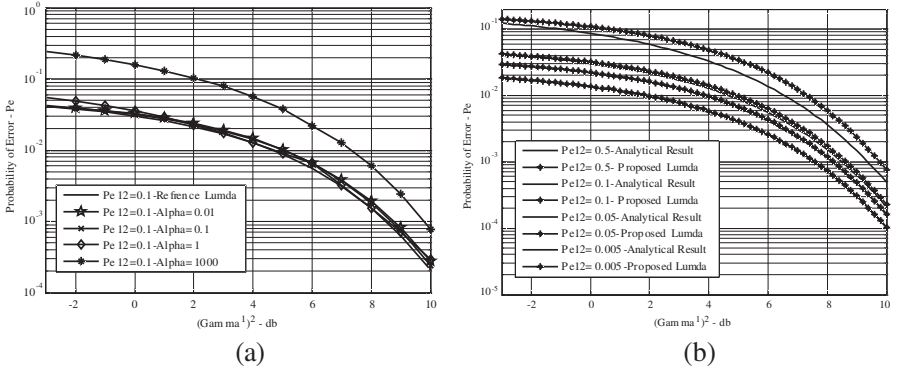 10^0
10^-1
10^-2
10^-3
10^-4
Probability of Error - Pe
Pe 12=0.1-Refrence Lumda
Pe 12=0.1-Alpha=0.01
Pe 12=0.1-Alpha=0.1
Pe 12=0.1-Alpha=1
Pe 12=0.1-Alpha=1000
-2 0 2 4 6 8 10
(Gam ma^1)^2 - db
(a)
10^-1
10^-2
10^-3
10^-4
10^-5
Probability of Error - Pe
Pe12= 0.5-Analytical Result
Pe12= 0.5- Proposed Lumda
Pe12= 0.1-Analytical Result
Pe12= 0.1- Proposed Lumda
Pe12= 0.05-Analytical Result
Pe12= 0.05-Proposed Lumda
Pe12= 0.005-Analytical Result
Pe12= 0.005-Proposed Lumda
-2 0 2 4 6 8 10
(Gam ma^1)^2 - db
(b)